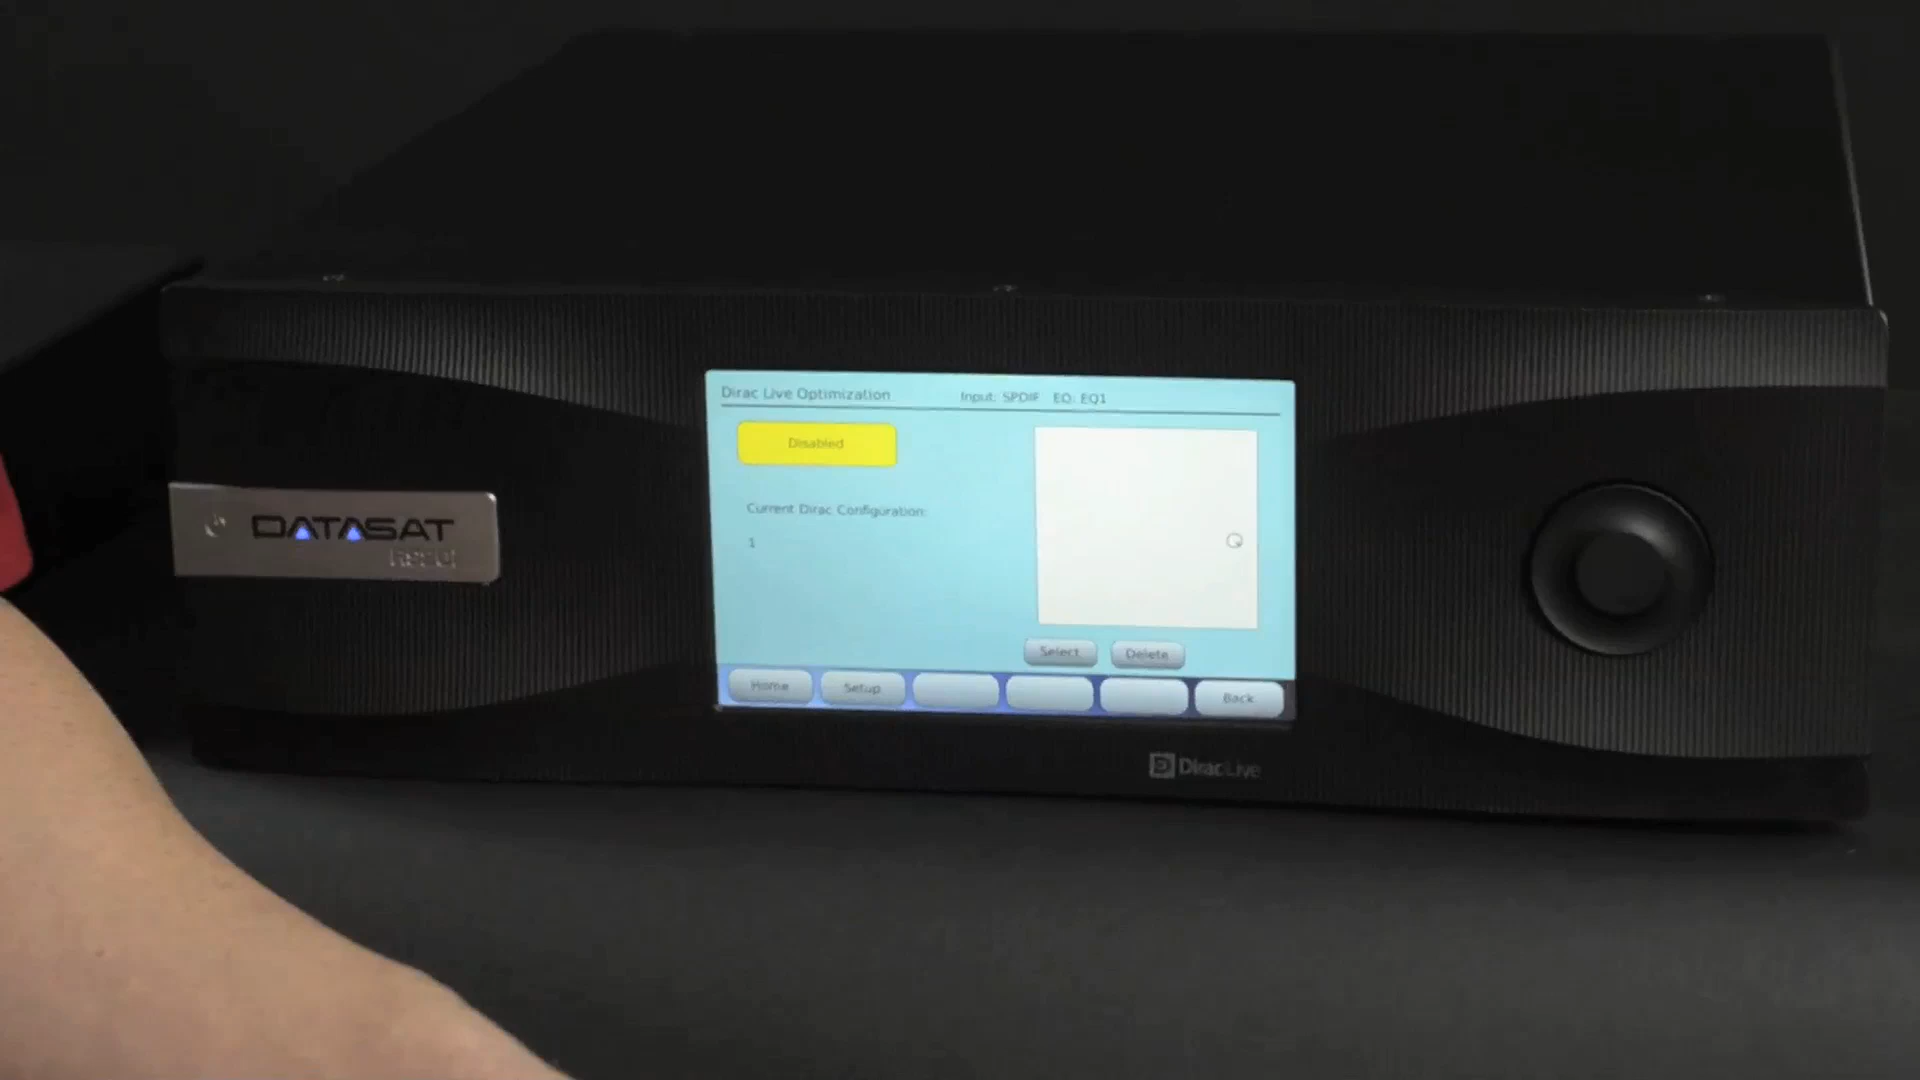 Dirac Live Optimization Input: SPDIF EQ: EQ1
Disabled
Current Dirac Configuration:
1
Select Delete
Home Setup Back
DATASAT
Dirac Live